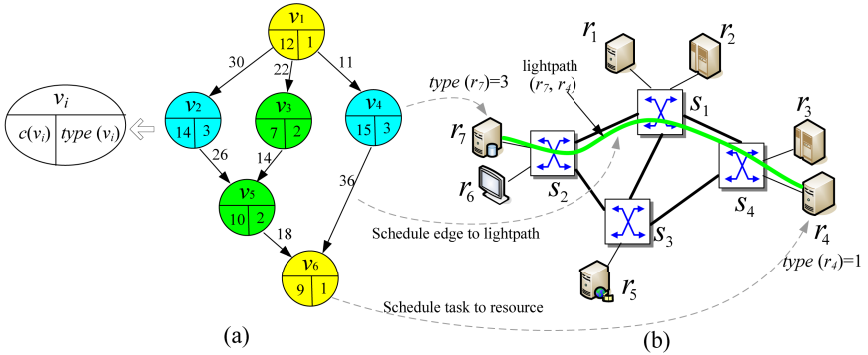 v1
12 1
30
22
11
vi
c(vi) type (vi)
v2
14 3
v3
7 2
v4
15 3
26
14
36
v5
10 2
18
v6
9 1
(a)
type (r7)=3
lightpath
(r7, r4)
r1
r2
s1
r3
r7
s2
r6
s4
r4
s3
r5
type (r4)=1
Schedule edge to lightpath
Schedule task to resource
(b)